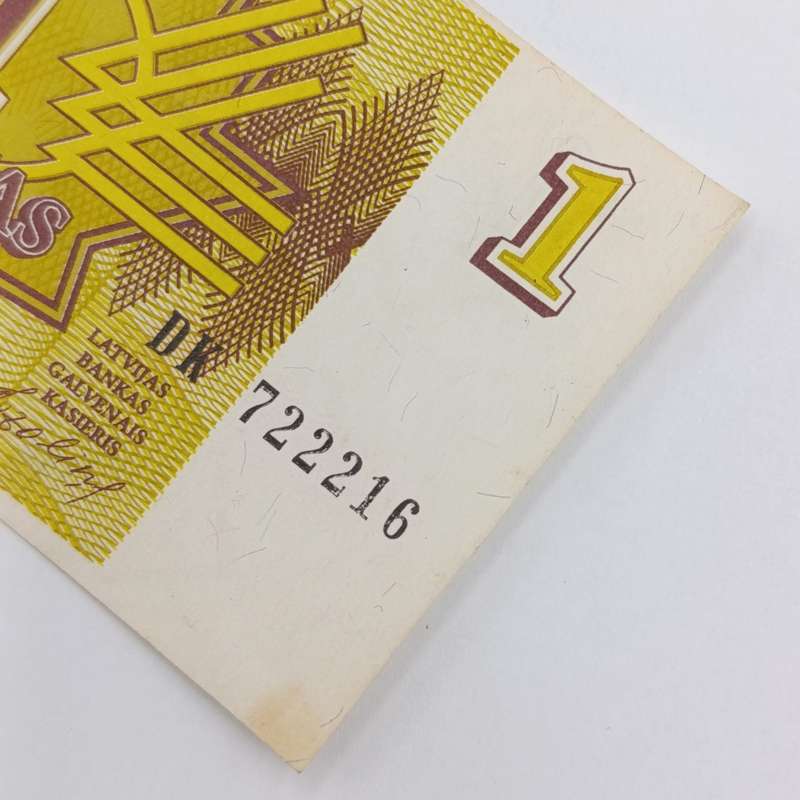 1
AS
DK 722216
LATVIJAS
BANKAS
GALVENAIS
KASIERIS